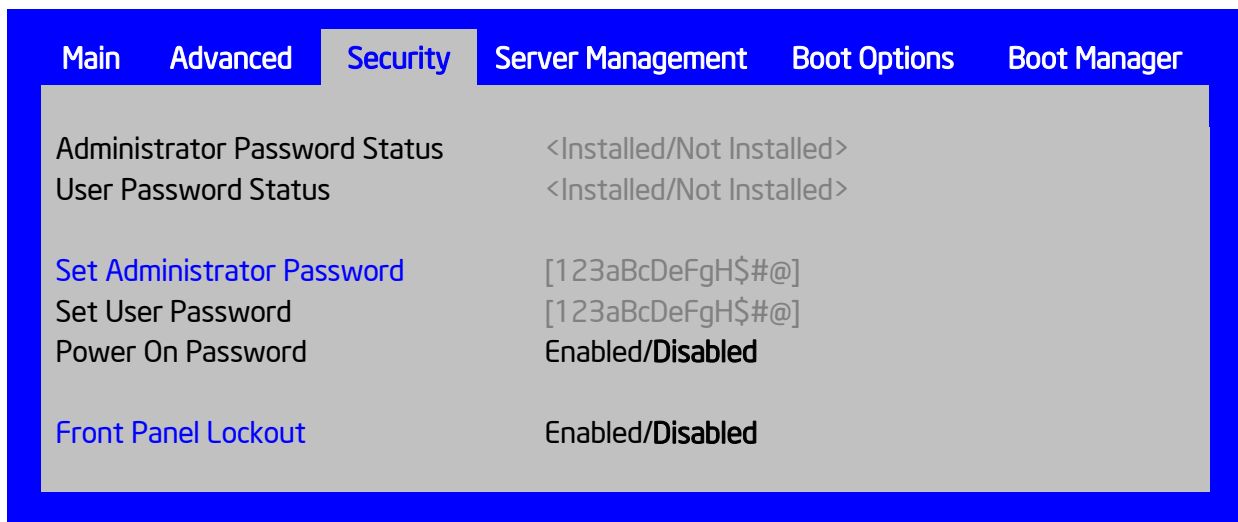 Main Advanced Security Server Management Boot Options Boot Manager
Administrator Password Status <Installed/Not Installed>
User Password Status <Installed/Not Installed>
Set Administrator Password [123aBcDeFgH$#@]
Set User Password [123aBcDeFgH$#@]
Power On Password Enabled/Disabled
Front Panel Lockout Enabled/Disabled